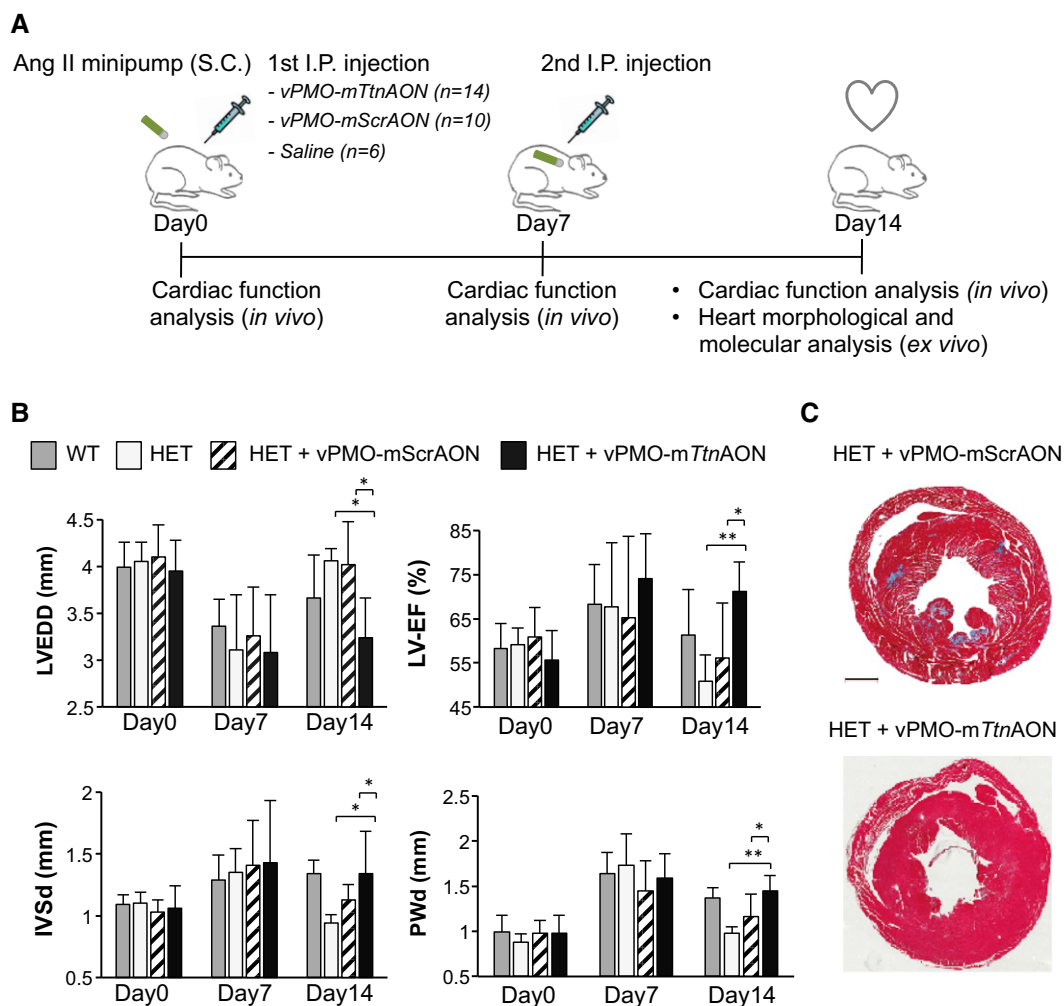 A
Ang II minipump (S.C.)
1st I.P. injection
- vPMO-mTtnAON (n=14)
- vPMO-mScrAON (n=10)
- Saline (n=6)
2nd I.P. injection
Day0
Day7
Day14
Cardiac function
analysis (in vivo)
Cardiac function
analysis (in vivo)
• Cardiac function analysis (in vivo)
• Heart morphological and
molecular analysis (ex vivo)
B
WT
HET
HET + vPMO-mScrAON
HET + vPMO-mTtnAON
LVEDD (mm)
4.5
4
3.5
3
2.5
*
*
Day0
Day7
Day14
LV-EF (%)
85
75
65
55
45
*
**
Day0
Day7
Day14
IVSd (mm)
2
1.5
1
0.5
*
*
Day0
Day7
Day14
PWd (mm)
2.5
2
1.5
1
0.5
*
**
Day0
Day7
Day14
C
HET + vPMO-mScrAON
HET + vPMO-mTtnAON